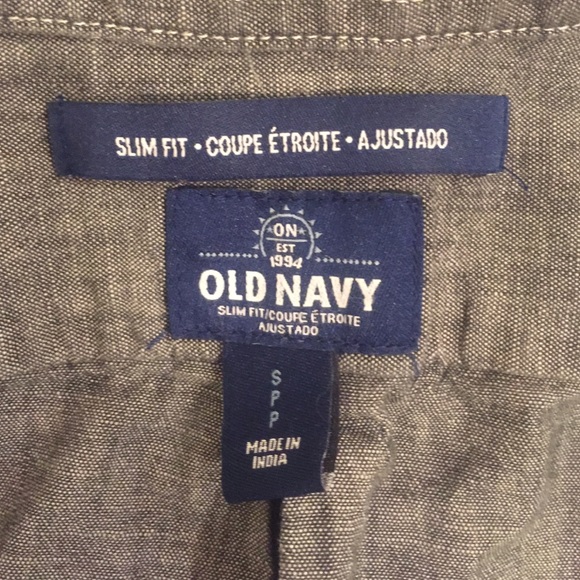 SLIM FIT • COUPE ÉTROITE • AJUSTADO
ON
EST
1994
OLD NAVY
SLIM FIT/COUPE ÉTROITE
AJUSTADO
S
P
P
MADE IN
INDIA